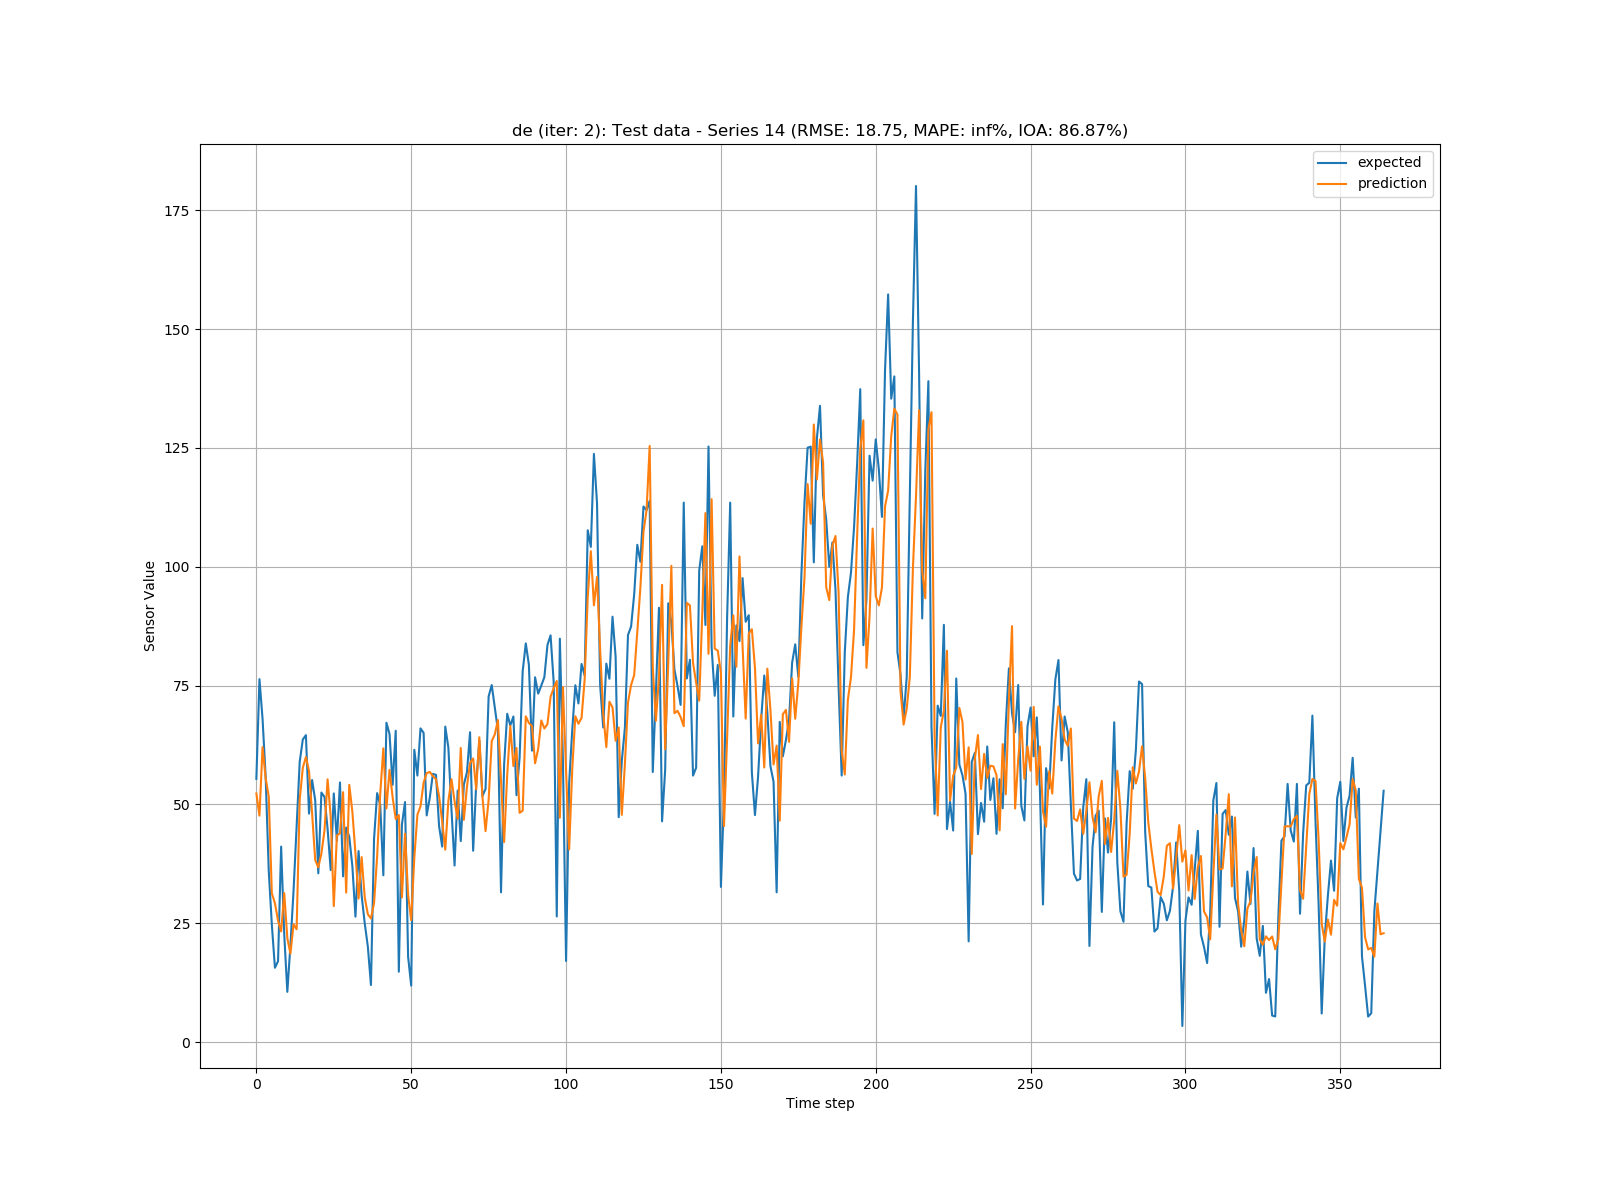 de (iter: 2): Test data - Series 14 (RMSE: 18.75, MAPE: inf%, IOA: 86.87%)
expected
prediction
175
150
125
100
75
50
25
0
Sensor Value
0 50 100 150 200 250 300 350
Time step